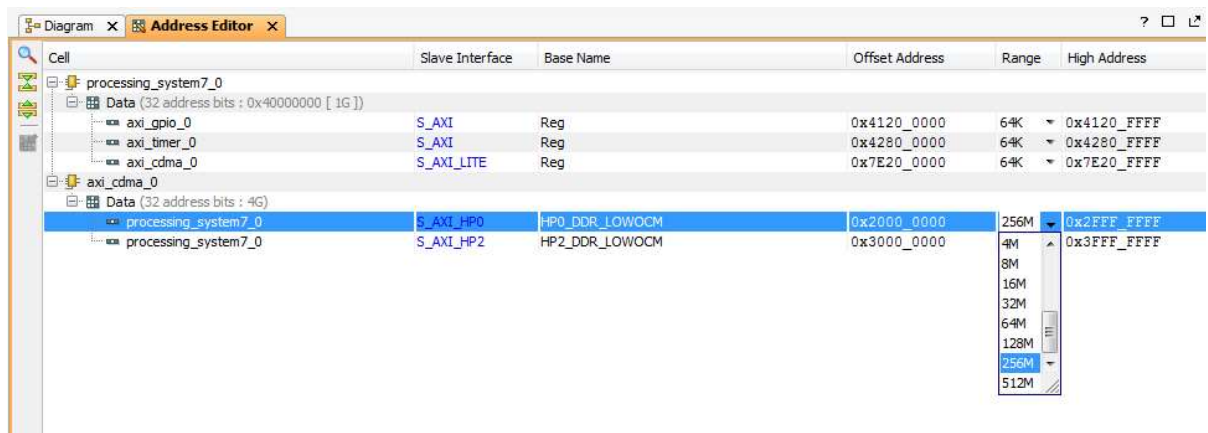 Diagram X Address Editor X ?
Cell Slave Interface Base Name Offset Address Range High Address
processing_system7_0
Data (32 address bits : 0x40000000 [ 1G ])
axi_gpio_0 S_AXI Reg 0x4120_0000 64K 0x4120_FFFF
axi_timer_0 S_AXI Reg 0x4280_0000 64K 0x4280_FFFF
axi_cdma_0 S_AXI_LITE Reg 0x7E20_0000 64K 0x7E20_FFFF
axi_cdma_0
Data (32 address bits : 4G)
processing_system7_0 S_AXI_HP0 HP0_DDR_LOWOCM 0x2000_0000 256M 0x2FFF_FFFF
processing_system7_0 S_AXI_HP2 HP2_DDR_LOWOCM 0x3000_0000 0x3FFF_FFFF
4M
8M
16M
32M
64M
128M
256M
512M